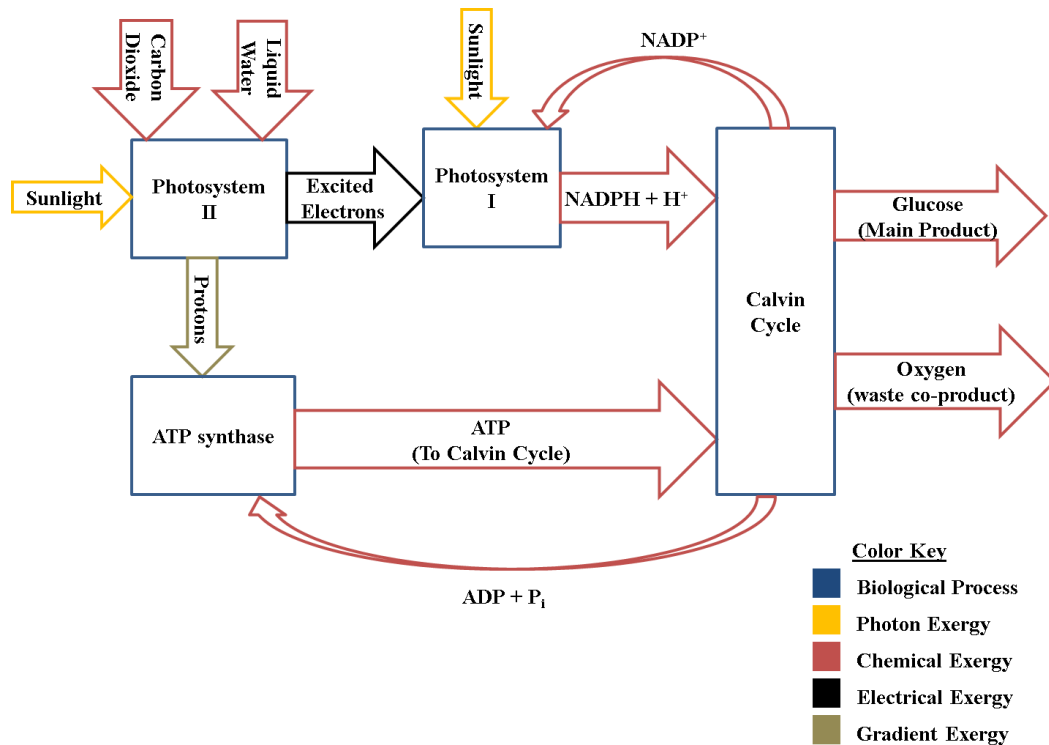 Carbon
Dioxide
Liquid
Water
Sunlight
NADP⁺
Sunlight
Photosystem
II
Excited
Electrons
Photosystem
I
NADPH + H⁺
Glucose
(Main Product)
Protons
Calvin
Cycle
Oxygen
(waste co-product)
ATP synthase
ATP
(To Calvin Cycle)
ADP + Pᵢ
Color Key
Biological Process
Photon Exergy
Chemical Exergy
Electrical Exergy
Gradient Exergy